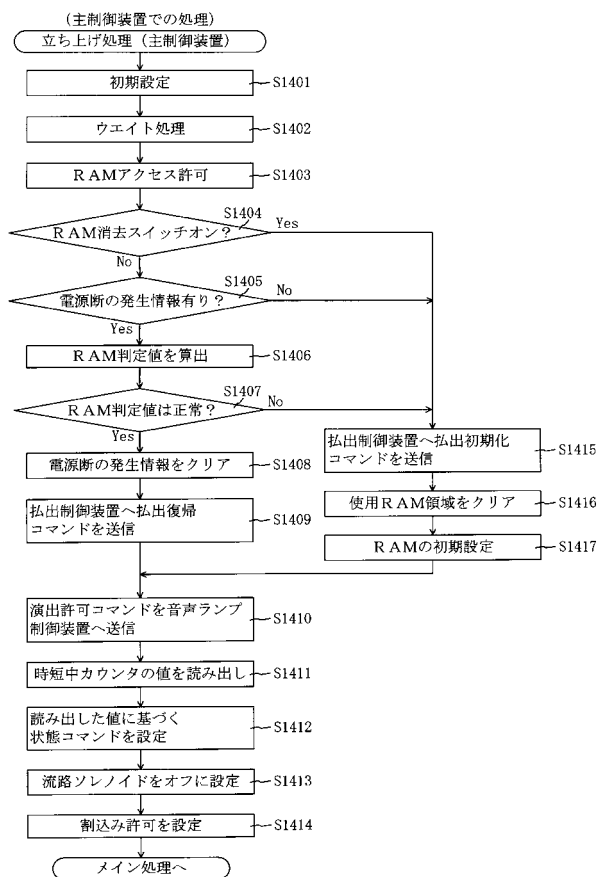 (主制御装置での処理)
立ち上げ処理(主制御装置)
初期設定
S1401
ウエイト処理
S1402
RAMアクセス許可
S1403
S1404
RAM消去スイッチオン?
Yes
No
S1405
電源断の発生情報有り?
No
Yes
RAM判定値を算出
S1406
S1407
RAM判定値は正常?
No
Yes
電源断の発生情報をクリア
S1408
払出制御装置へ払出復帰
コマンドを送信
S1409
払出制御装置へ払出初期化
コマンドを送信
S1415
使用RAM領域をクリア
S1416
RAMの初期設定
S1417
演出許可コマンドを音声ランプ
制御装置へ送信
S1410
時短中カウンタの値を読み出し
S1411
読み出した値に基づく
状態コマンドを設定
S1412
流路ソレノイドをオフに設定
S1413
割込み許可を設定
S1414
メイン処理へ